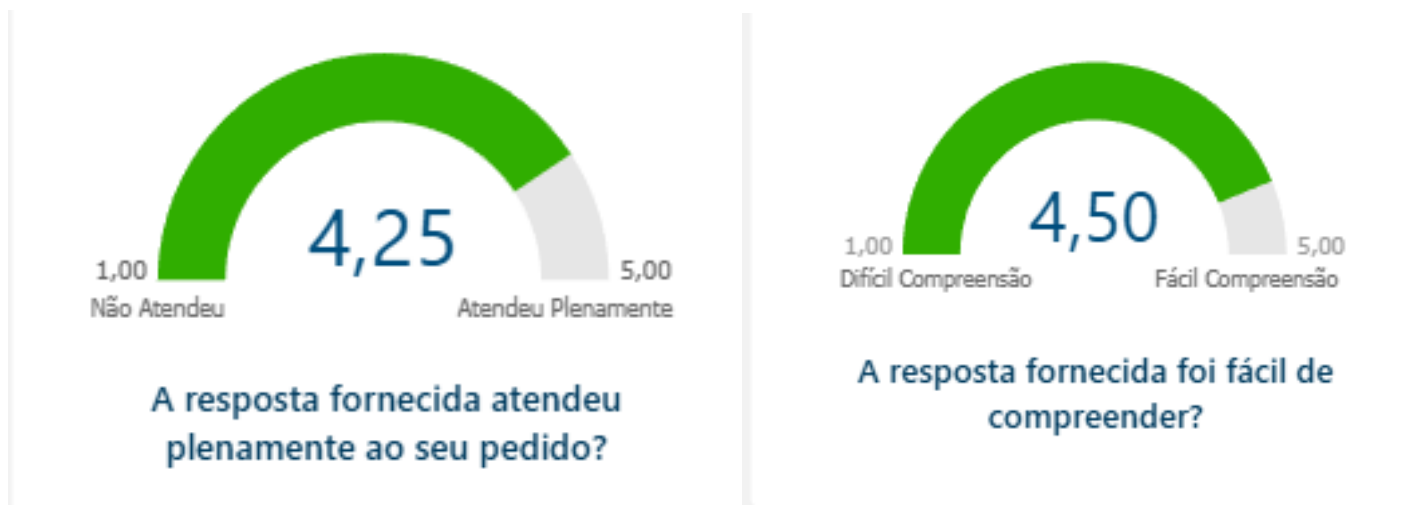 4,25
1,00
5,00
Não Atendeu
Atendeu Plenamente
A resposta fornecida atendeu
plenamente ao seu pedido?
4,50
1,00
5,00
Difícil Compreensão
Fácil Compreensão
A resposta fornecida foi fácil de
compreender?